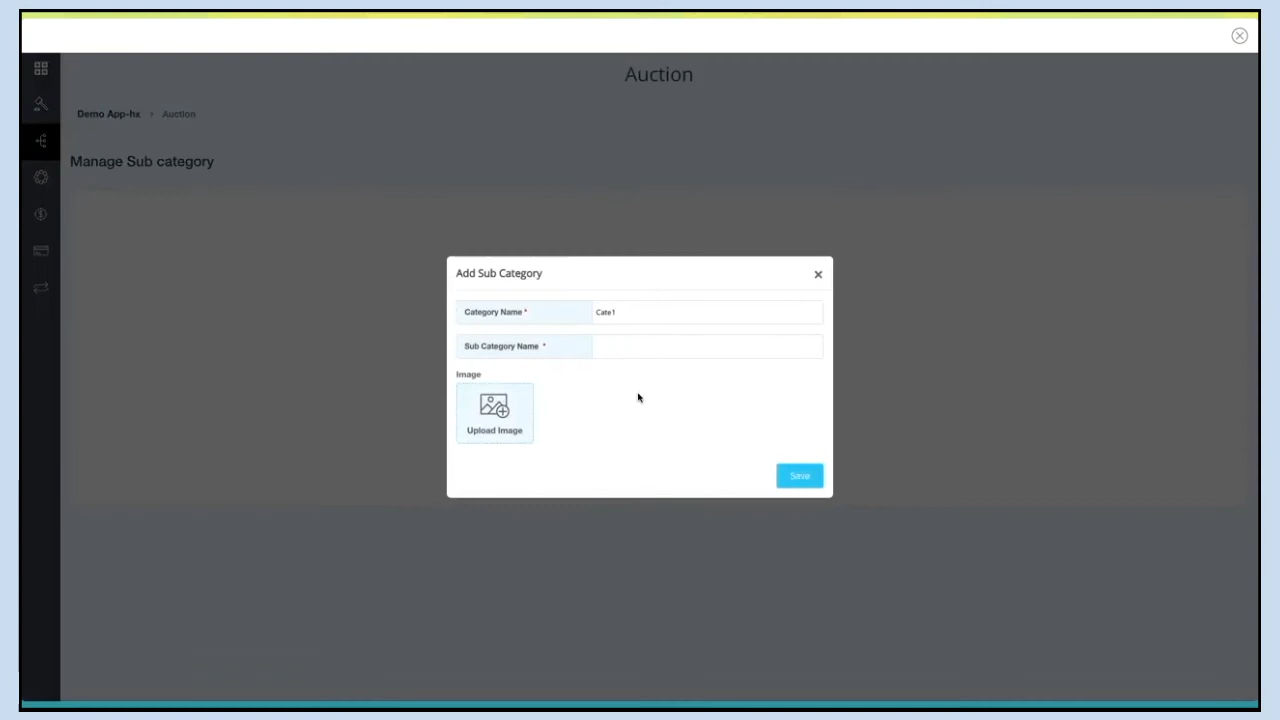 Auction
Demo App-hx > Auction
Manage Sub category
Add Sub Category
Category Name * Cate1
Sub Category Name *
Image
Upload Image
Save